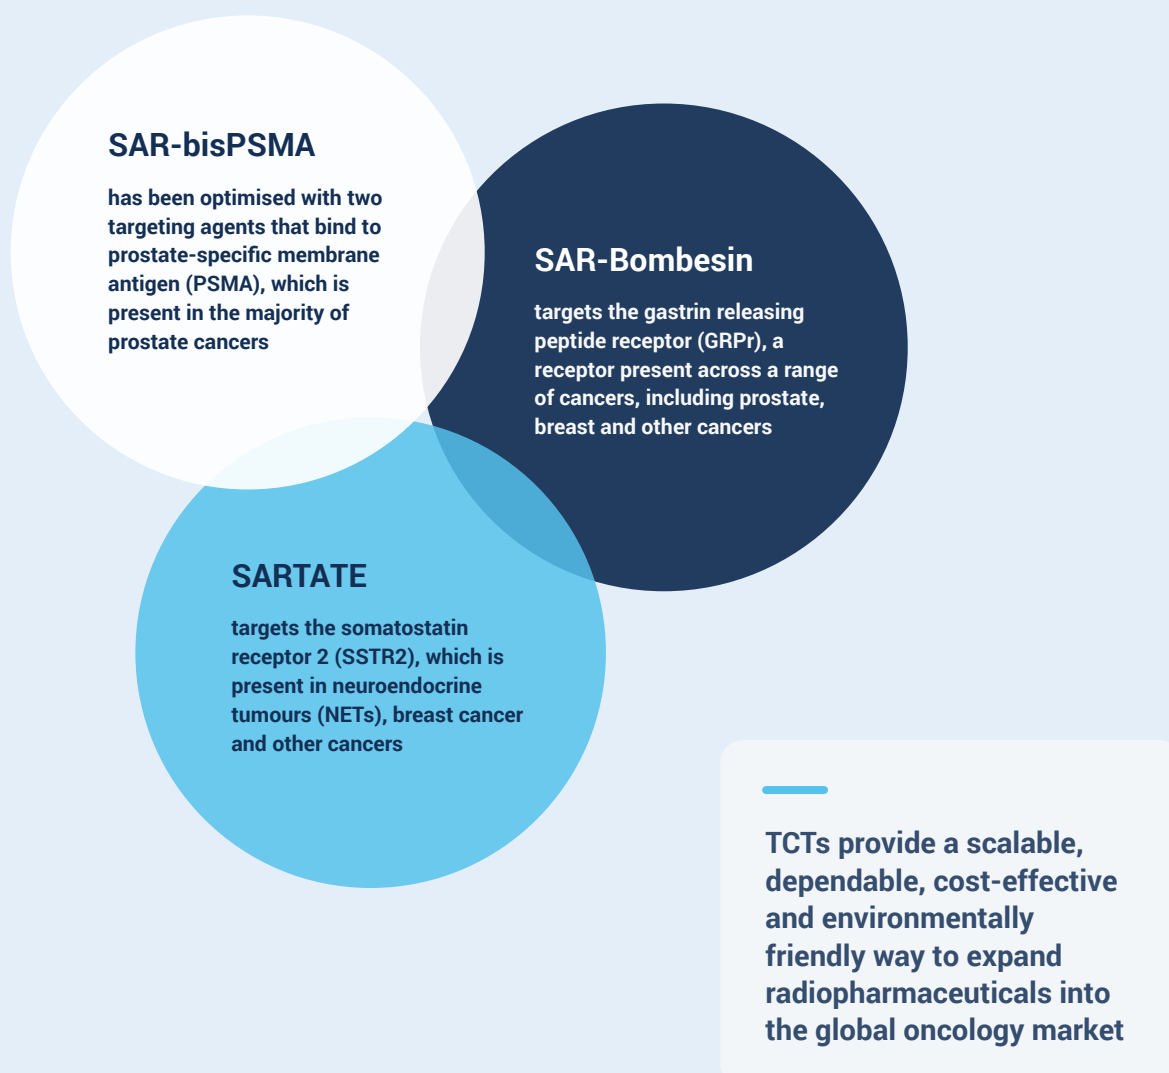 SAR-bisPSMA
has been optimised with two
targeting agents that bind to
prostate-specific membrane
antigen (PSMA), which is
present in the majority of
prostate cancers
SAR-Bombesin
targets the gastrin releasing
peptide receptor (GRPr), a
receptor present across a range
of cancers, including prostate,
breast and other cancers
SARTATE
targets the somatostatin
receptor 2 (SSTR2), which is
present in neuroendocrine
tumours (NETs), breast cancer
and other cancers
TCTs provide a scalable,
dependable, cost-effective
and environmentally
friendly way to expand
radiopharmaceuticals into
the global oncology market